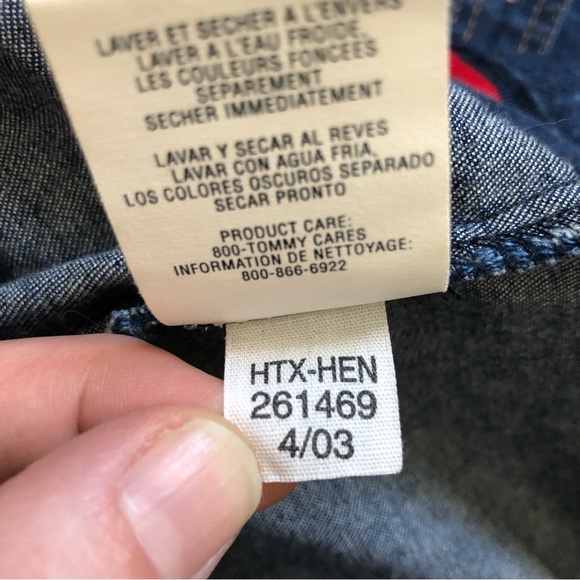 LAVER ET SECHER A L'ENVERS
LAVER A L'EAU FROIDE,
LES COULEURS FONCÉES
SEPAREMENT
SECHER IMMEDIATEMENT
LAVAR Y SECAR AL REVES
LAVAR CON AGUA FRIA,
LOS COLORES OSCUROS SEPARADO
SECAR PRONTO
PRODUCT CARE:
800-TOMMY CARES
INFORMATION DE NETTOYAGE:
800-866-6922
HTX-HEN
261469
4/03